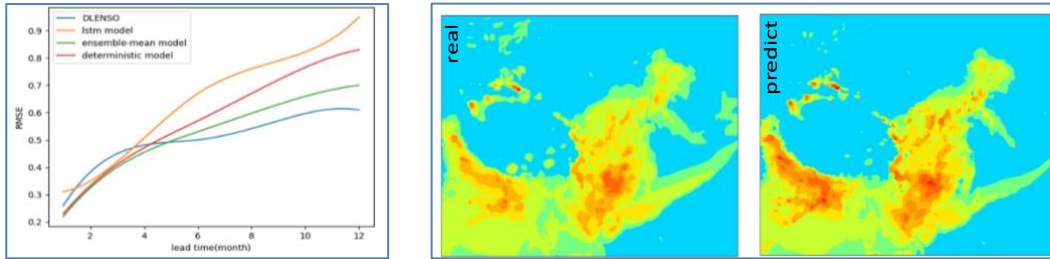 DLENSO
lstm model
ensemble-mean model
deterministic model
RMSE
0.9
0.8
0.7
0.6
0.5
0.4
0.3
0.2
2
4
6
8
10
12
lead time(month)
real
predict